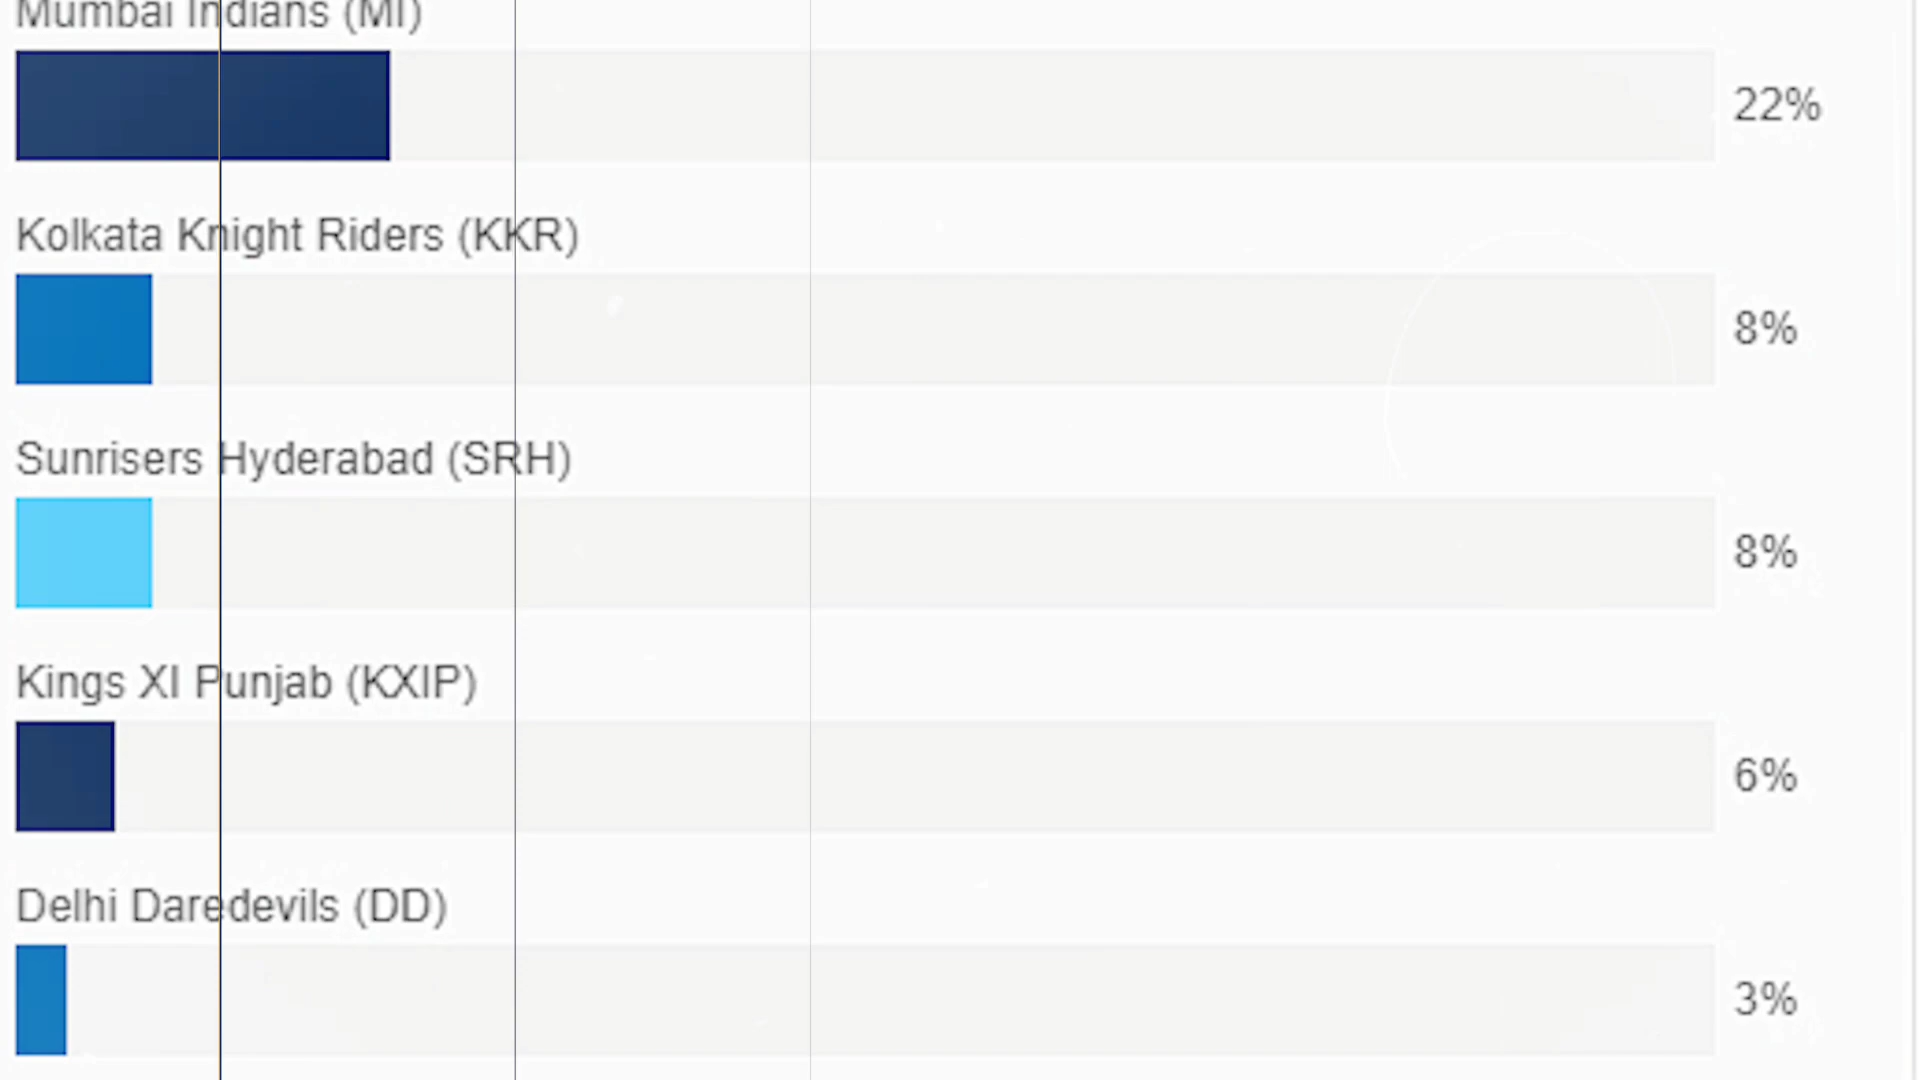 Mumbai Indians (MI)
22%
Kolkata Knight Riders (KKR)
8%
Sunrisers Hyderabad (SRH)
8%
Kings XI Punjab (KXIP)
6%
Delhi Daredevils (DD)
3%